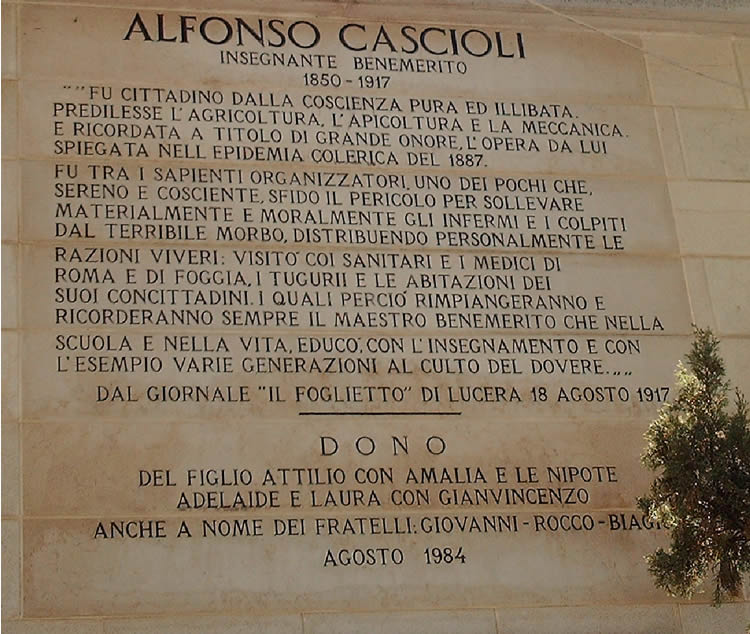 ALFONSO CASCIOLI
INSEGNANTE BENEMERITO
1850-1917
""FU CITTADINO DALLA COSCIENZA PURA ED ILLIBATA.
PREDILESSE L'AGRICOLTURA, L'APICOLTURA E LA MECCANICA.
E RICORDATA A TITOLO DI GRANDE ONORE, L'OPERA DA LUI
SPIEGATA NELL'EPIDEMIA COLERICA DEL 1887.
FU TRA I SAPIENTI ORGANIZZATORI, UNO DEI POCHI CHE,
SERENO E COSCIENTE, SFIDO IL PERICOLO PER SOLLEVARE
MATERIALMENTE E MORALMENTE GLI INFERMI E I COLPITI
DAL TERRIBILE MORBO, DISTRIBUENDO PERSONALMENTE LE
RAZIONI VIVERI: VISITO' COI SANITARI E I MEDICI DI
ROMA E DI FOGGIA, I TUGURII E LE ABITAZIONI DEI
SUOI CONCITTADINI. I QUALI PERCIO' RIMPIANGERANNO E
RICORDERANNO SEMPRE IL MAESTRO BENEMERITO CHE NELLA
SCUOLA E NELLA VITA, EDUCO', CON L'INSEGNAMENTO E CON
L'ESEMPIO VARIE GENERAZIONI AL CULTO DEL DOVERE.„„
DAL GIORNALE "IL FOGLIETTO" DI LUCERA 18 AGOSTO 1917
DONO
DEL FIGLIO ATTILIO CON AMALIA E LE NIPOTE
ADELAIDE E LAURA CON GIANVINCENZO
ANCHE A NOME DEI FRATELLI: GIOVANNI-ROCCO-BIAGIO
AGOSTO 1984